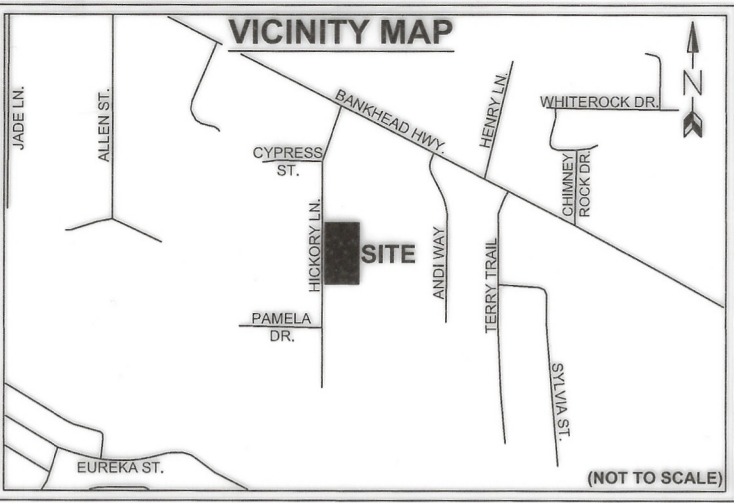 VICINITY MAP
JADE LN.
ALLEN ST.
BANKHEAD HWY.
HENRY LN.
WHITEROCK DR.
N
CYPRESS
ST.
CHIMNEY
ROCK DR.
HICKORY LN.
SITE
ANDI WAY
TERRY TRAIL
PAMELA
DR.
SYLVIA ST.
EUREKA ST.
(NOT TO SCALE)